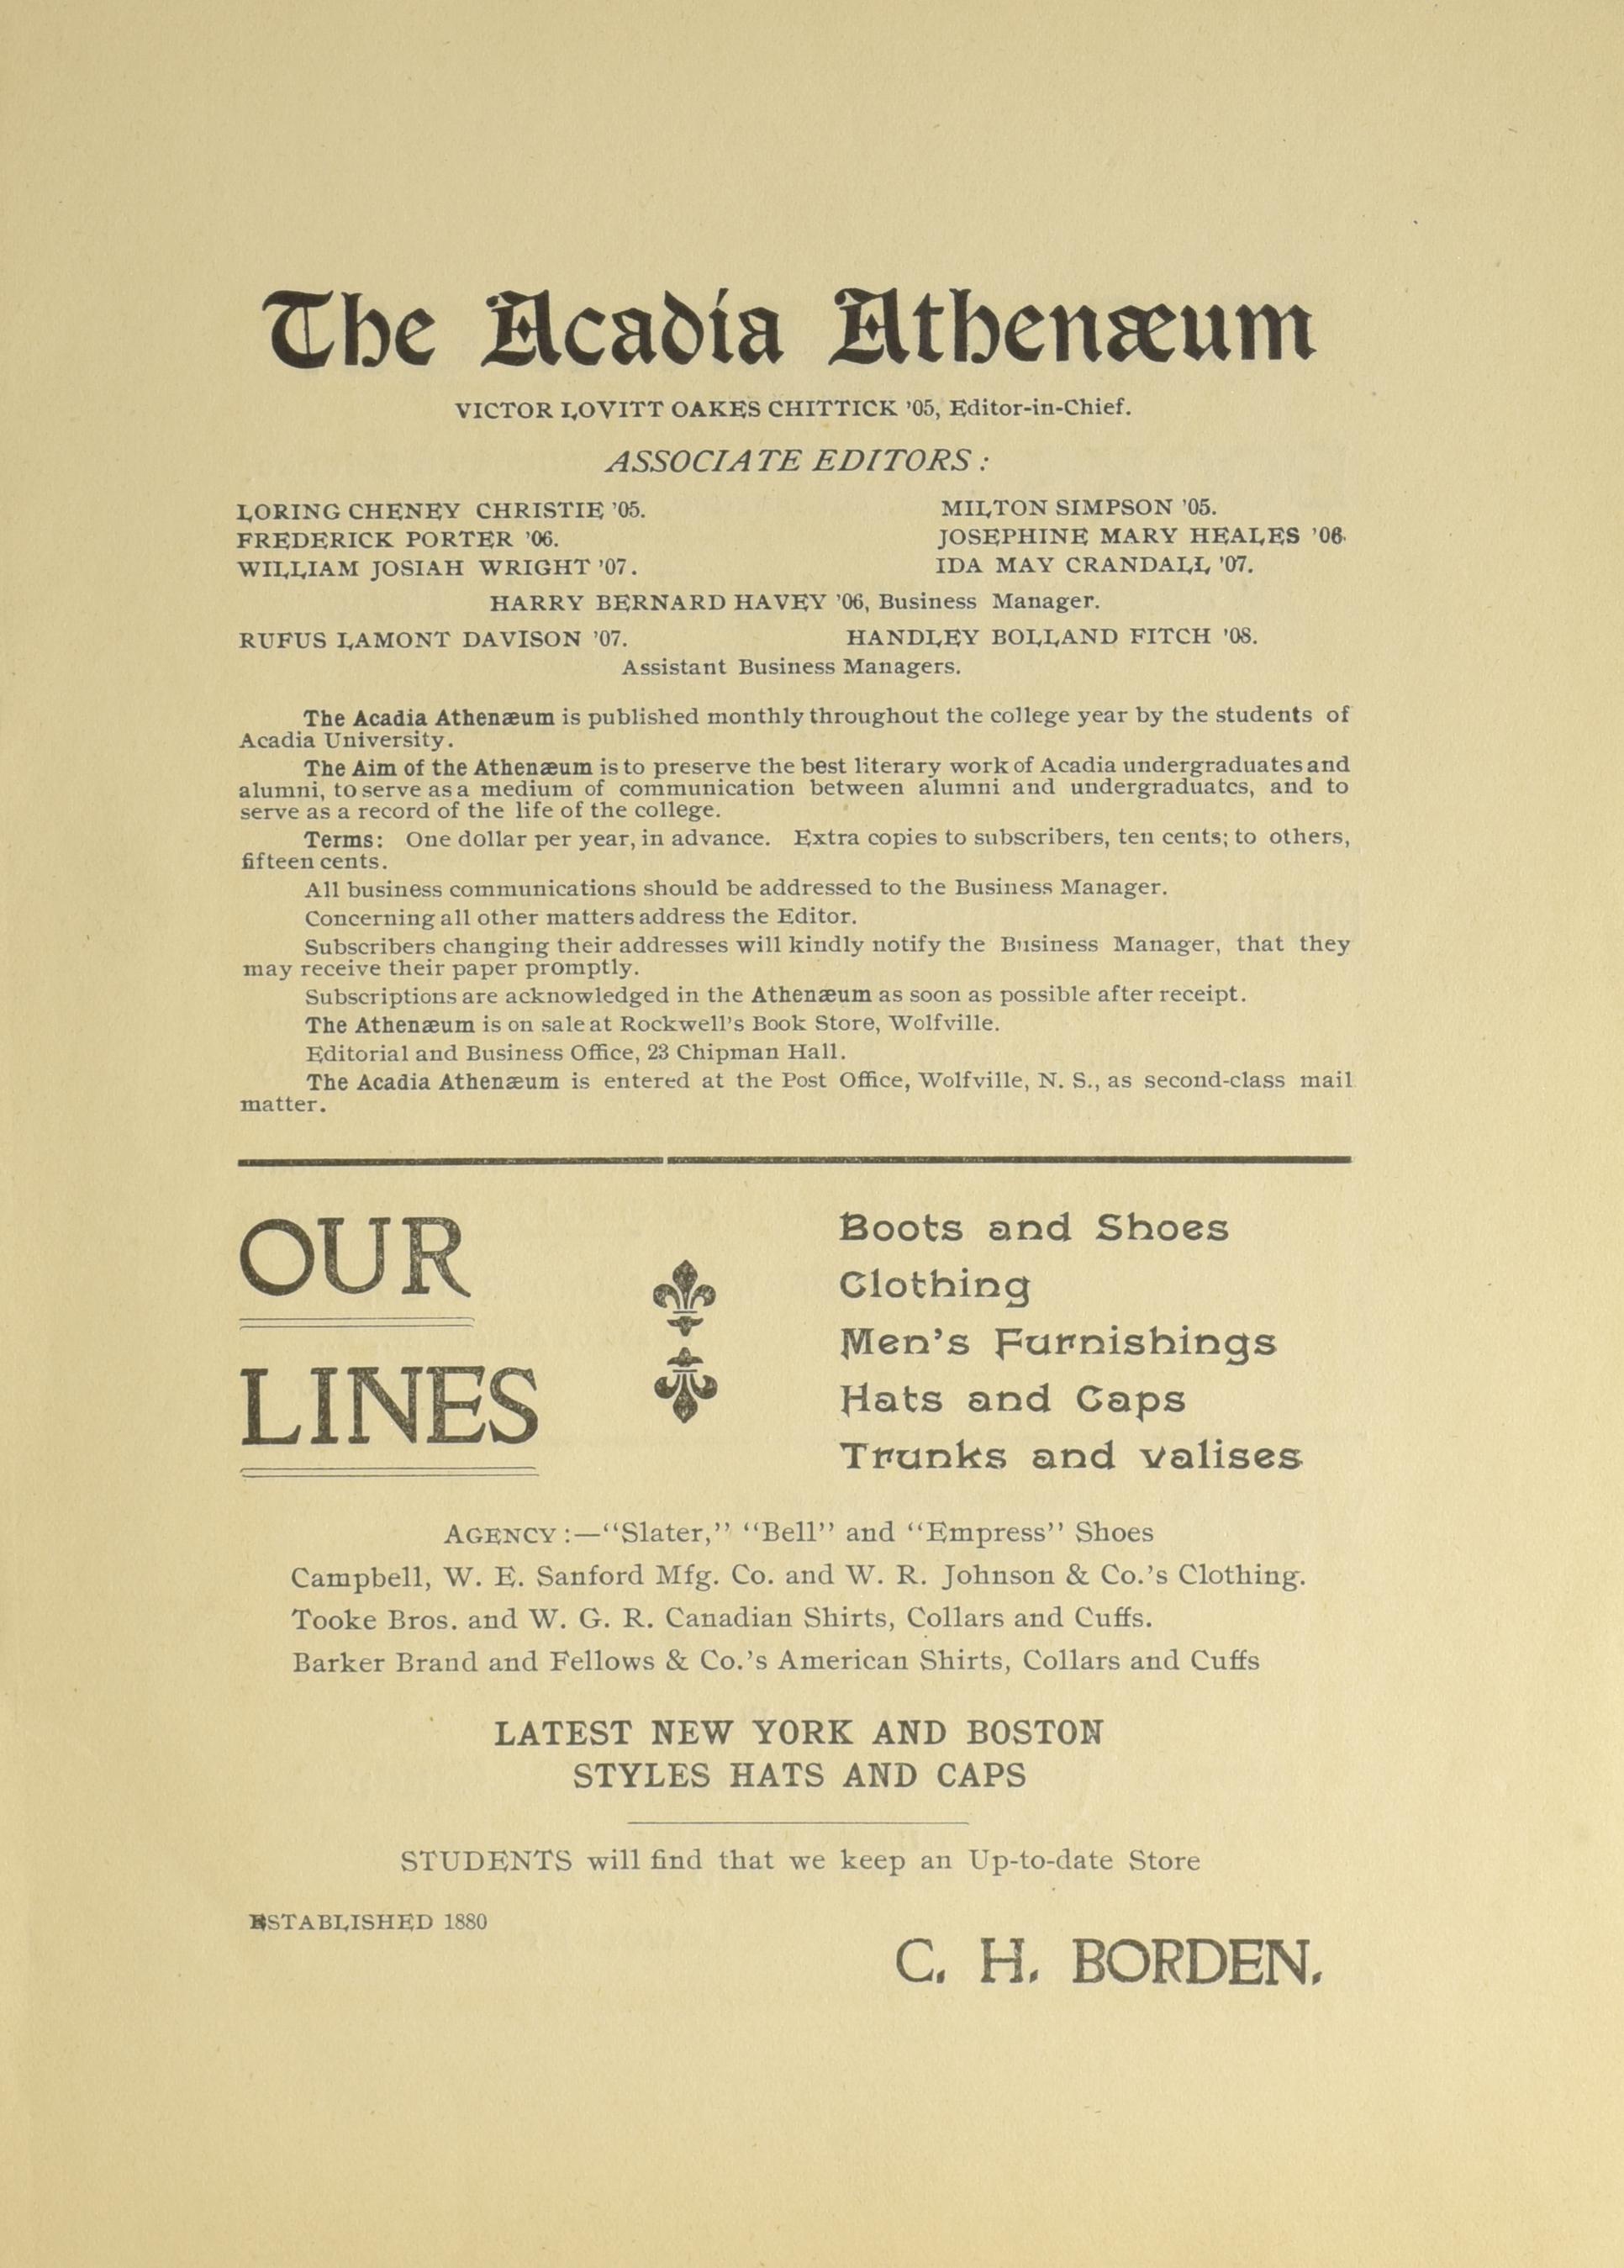 The Acadia Athenæum
VICTOR LOVITT OAKES CHITTICK '05, Editor-in-Chief.
ASSOCIATE EDITORS:
LORING CHENEY CHRISTIE '05. MILTON SIMPSON '05.
FREDERICK PORTER '06. JOSEPHINE MARY HEALES '06.
WILLIAM JOSIAH WRIGHT '07. IDA MAY CRANDALL '07.
HARRY BERNARD HAVEY '06, Business Manager.
RUFUS LAMONT DAVISON '07. HANDLEY BOLLAND FITCH '08.
Assistant Business Managers.
The Acadia Athenæum is published monthly throughout the college year by the students of
Acadia University.
The Aim of the Athenæum is to preserve the best literary work of Acadia undergraduates and
alumni, to serve as a medium of communication between alumni and undergraduates, and to
serve as a record of the life of the college.
Terms: One dollar per year, in advance. Extra copies to subscribers, ten cents; to others,
fifteen cents.
All business communications should be addressed to the Business Manager.
Concerning all other matters address the Editor.
Subscribers changing their addresses will kindly notify the Business Manager, that they
may receive their paper promptly.
Subscriptions are acknowledged in the Athenæum as soon as possible after receipt.
The Athenæum is on sale at Rockwell's Book Store, Wolfville.
Editorial and Business Office, 23 Chipman Hall.
The Acadia Athenæum is entered at the Post Office, Wolfville, N. S., as second-class mail
matter.
OUR
LINES
Boots and Shoes
Clothing
Men's Furnishings
Hats and Caps
Trunks and valises
AGENCY:—"Slater," "Bell" and "Empress" Shoes
Campbell, W. E. Sanford Mfg. Co. and W. R. Johnson & Co.'s Clothing.
Tooke Bros. and W. G. R. Canadian Shirts, Collars and Cuffs.
Barker Brand and Fellows & Co.'s American Shirts, Collars and Cuffs
LATEST NEW YORK AND BOSTON
STYLES HATS AND CAPS
STUDENTS will find that we keep an Up-to-date Store
ESTABLISHED 1880
C. H. BORDEN.